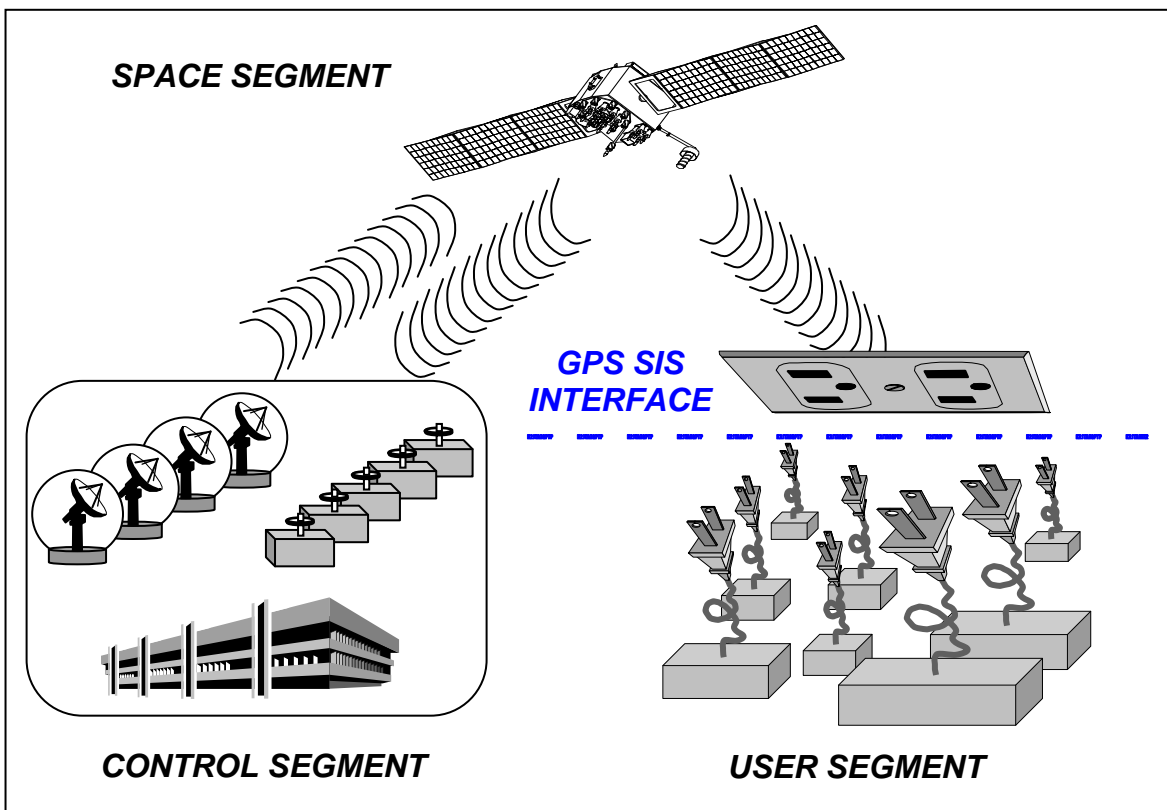 SPACE SEGMENT
GPS SIS
INTERFACE
CONTROL SEGMENT
USER SEGMENT